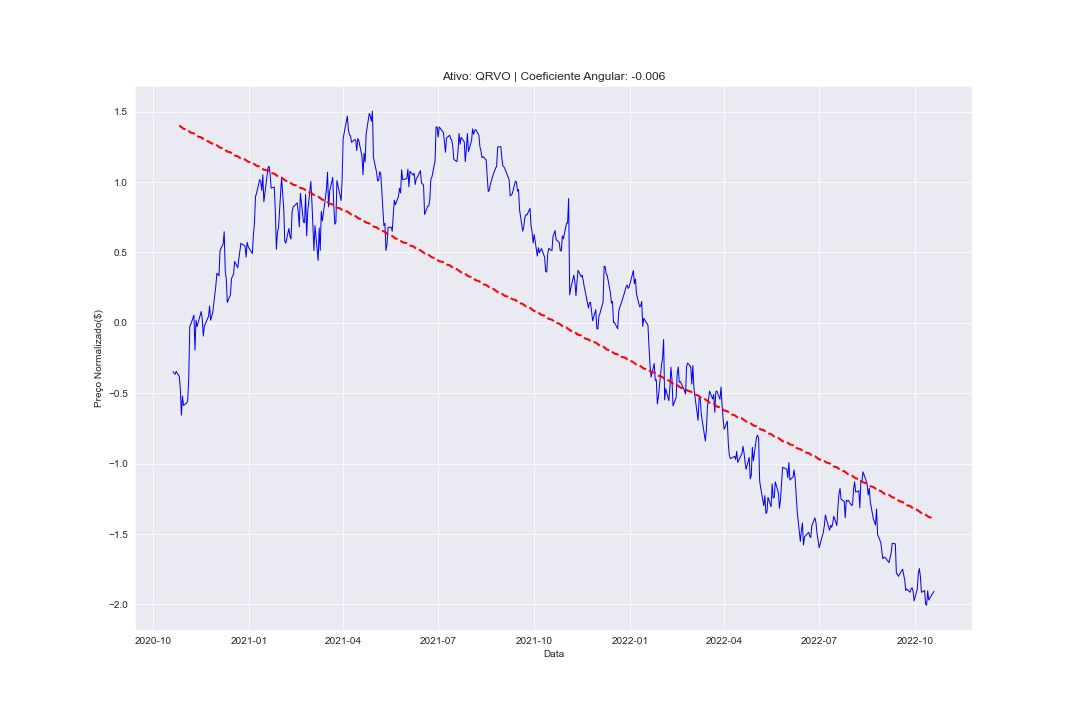 Ativo: QRVO | Coeficiente Angular: -0.006
Preço Normalizado($)
1.5
1.0
0.5
0.0
−0.5
−1.0
−1.5
−2.0
2020-10 2021-01 2021-04 2021-07 2021-10 2022-01 2022-04 2022-07 2022-10
Data